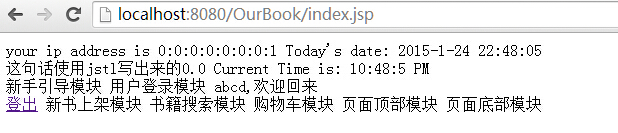 localhost:8080/OurBook/index.jsp
your ip address is 0:0:0:0:0:0:0:1 Today's date: 2015-1-24 22:48:05
这句话使用jstl写出来的0.0 Current Time is: 10:48:5 PM
新手引导模块 用户登录模块 abcd,欢迎回来
登出 新书上架模块 书籍搜索模块 购物车模块 页面顶部模块 页面底部模块